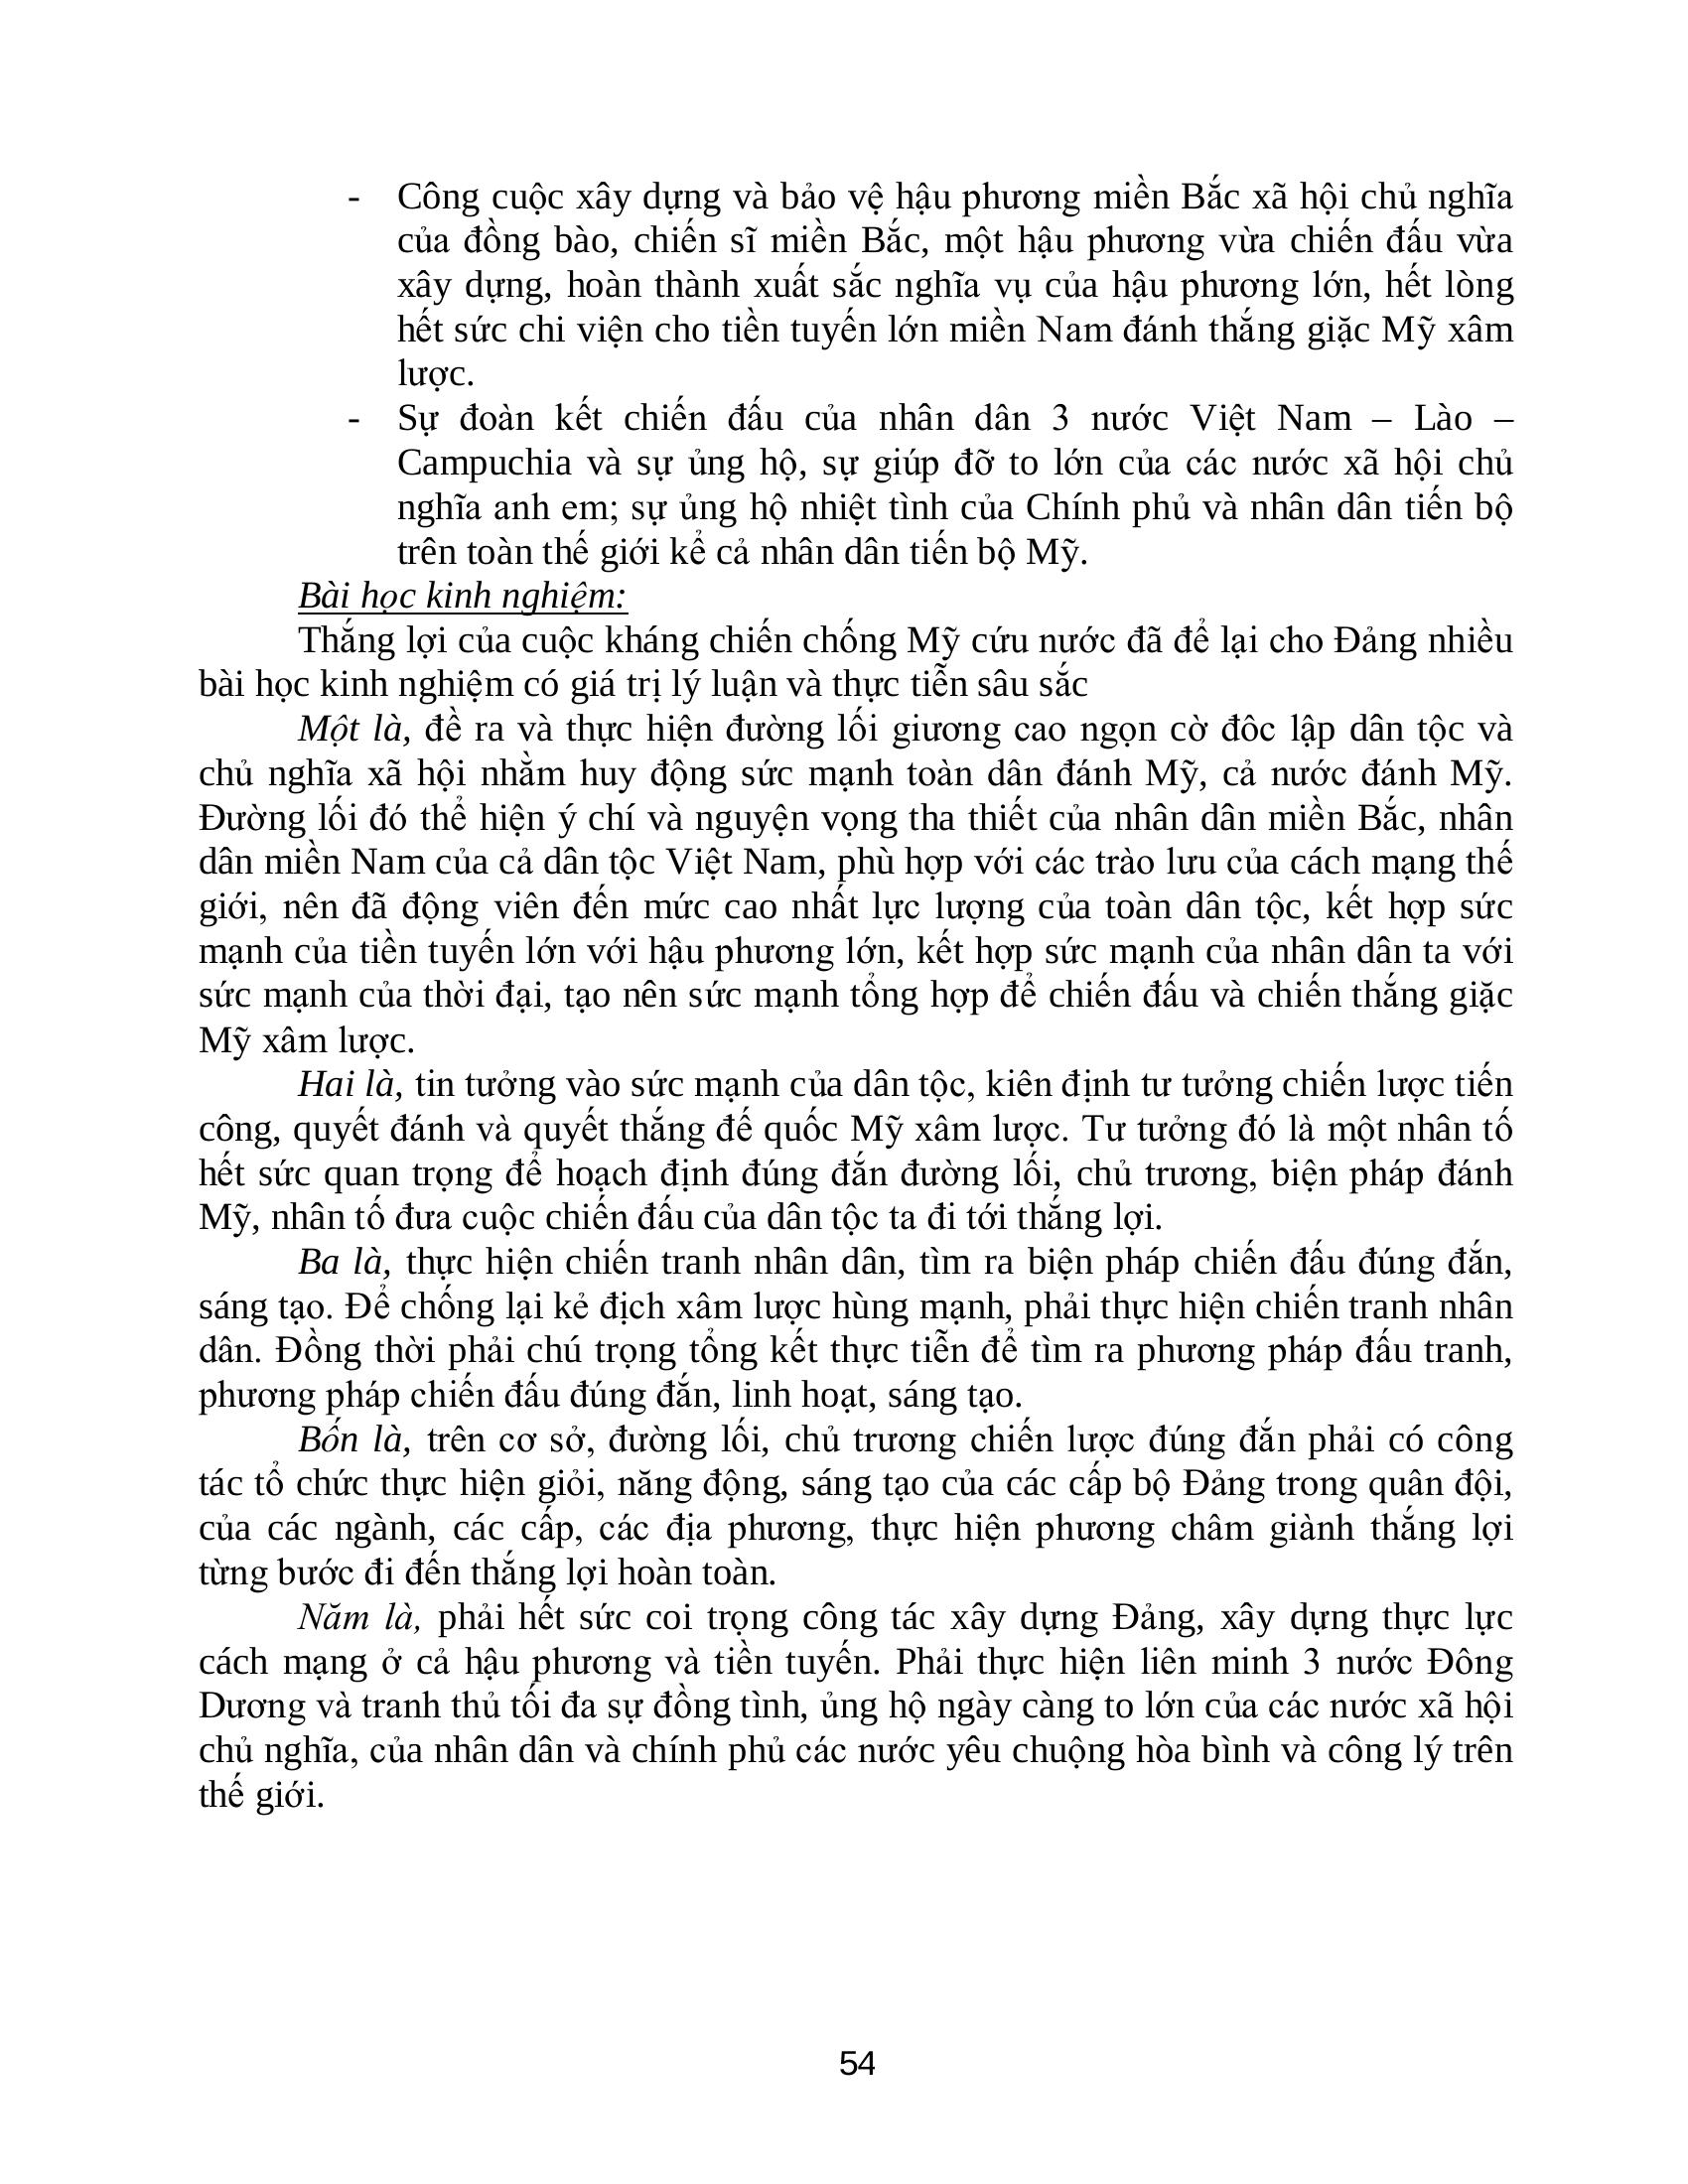 - Công cuộc xây dựng và bảo vệ hậu phương miền Bắc xã hội chủ nghĩa
của đồng bào, chiến sĩ miền Bắc, một hậu phương vừa chiến đấu vừa
xây dựng, hoàn thành xuất sắc nghĩa vụ của hậu phương lớn, hết lòng
hết sức chi viện cho tiền tuyến lớn miền Nam đánh thắng giặc Mỹ xâm
lược.
- Sự đoàn kết chiến đấu của nhân dân 3 nước Việt Nam – Lào –
Campuchia và sự ủng hộ, sự giúp đỡ to lớn của các nước xã hội chủ
nghĩa anh em; sự ủng hộ nhiệt tình của Chính phủ và nhân dân tiến bộ
trên toàn thế giới kể cả nhân dân tiến bộ Mỹ.
Bài học kinh nghiệm:
Thắng lợi của cuộc kháng chiến chống Mỹ cứu nước đã để lại cho Đảng nhiều
bài học kinh nghiệm có giá trị lý luận và thực tiễn sâu sắc
Một là, đề ra và thực hiện đường lối giương cao ngọn cờ đôc lập dân tộc và
chủ nghĩa xã hội nhằm huy động sức mạnh toàn dân đánh Mỹ, cả nước đánh Mỹ.
Đường lối đó thể hiện ý chí và nguyện vọng tha thiết của nhân dân miền Bắc, nhân
dân miền Nam của cả dân tộc Việt Nam, phù hợp với các trào lưu của cách mạng thế
giới, nên đã động viên đến mức cao nhất lực lượng của toàn dân tộc, kết hợp sức
mạnh của tiền tuyến lớn với hậu phương lớn, kết hợp sức mạnh của nhân dân ta với
sức mạnh của thời đại, tạo nên sức mạnh tổng hợp để chiến đấu và chiến thắng giặc
Mỹ xâm lược.
Hai là, tin tưởng vào sức mạnh của dân tộc, kiên định tư tưởng chiến lược tiến
công, quyết đánh và quyết thắng đế quốc Mỹ xâm lược. Tư tưởng đó là một nhân tố
hết sức quan trọng để hoạch định đúng đắn đường lối, chủ trương, biện pháp đánh
Mỹ, nhân tố đưa cuộc chiến đấu của dân tộc ta đi tới thắng lợi.
Ba là, thực hiện chiến tranh nhân dân, tìm ra biện pháp chiến đấu đúng đắn,
sáng tạo. Để chống lại kẻ địch xâm lược hùng mạnh, phải thực hiện chiến tranh nhân
dân. Đồng thời phải chú trọng tổng kết thực tiễn để tìm ra phương pháp đấu tranh,
phương pháp chiến đấu đúng đắn, linh hoạt, sáng tạo.
Bốn là, trên cơ sở, đường lối, chủ trương chiến lược đúng đắn phải có công
tác tổ chức thực hiện giỏi, năng động, sáng tạo của các cấp bộ Đảng trong quân đội,
của các ngành, các cấp, các địa phương, thực hiện phương châm giành thắng lợi
từng bước đi đến thắng lợi hoàn toàn.
Năm là, phải hết sức coi trọng công tác xây dựng Đảng, xây dựng thực lực
cách mạng ở cả hậu phương và tiền tuyến. Phải thực hiện liên minh 3 nước Đông
Dương và tranh thủ tối đa sự đồng tình, ủng hộ ngày càng to lớn của các nước xã hội
chủ nghĩa, của nhân dân và chính phủ các nước yêu chuộng hòa bình và công lý trên
thế giới.
54